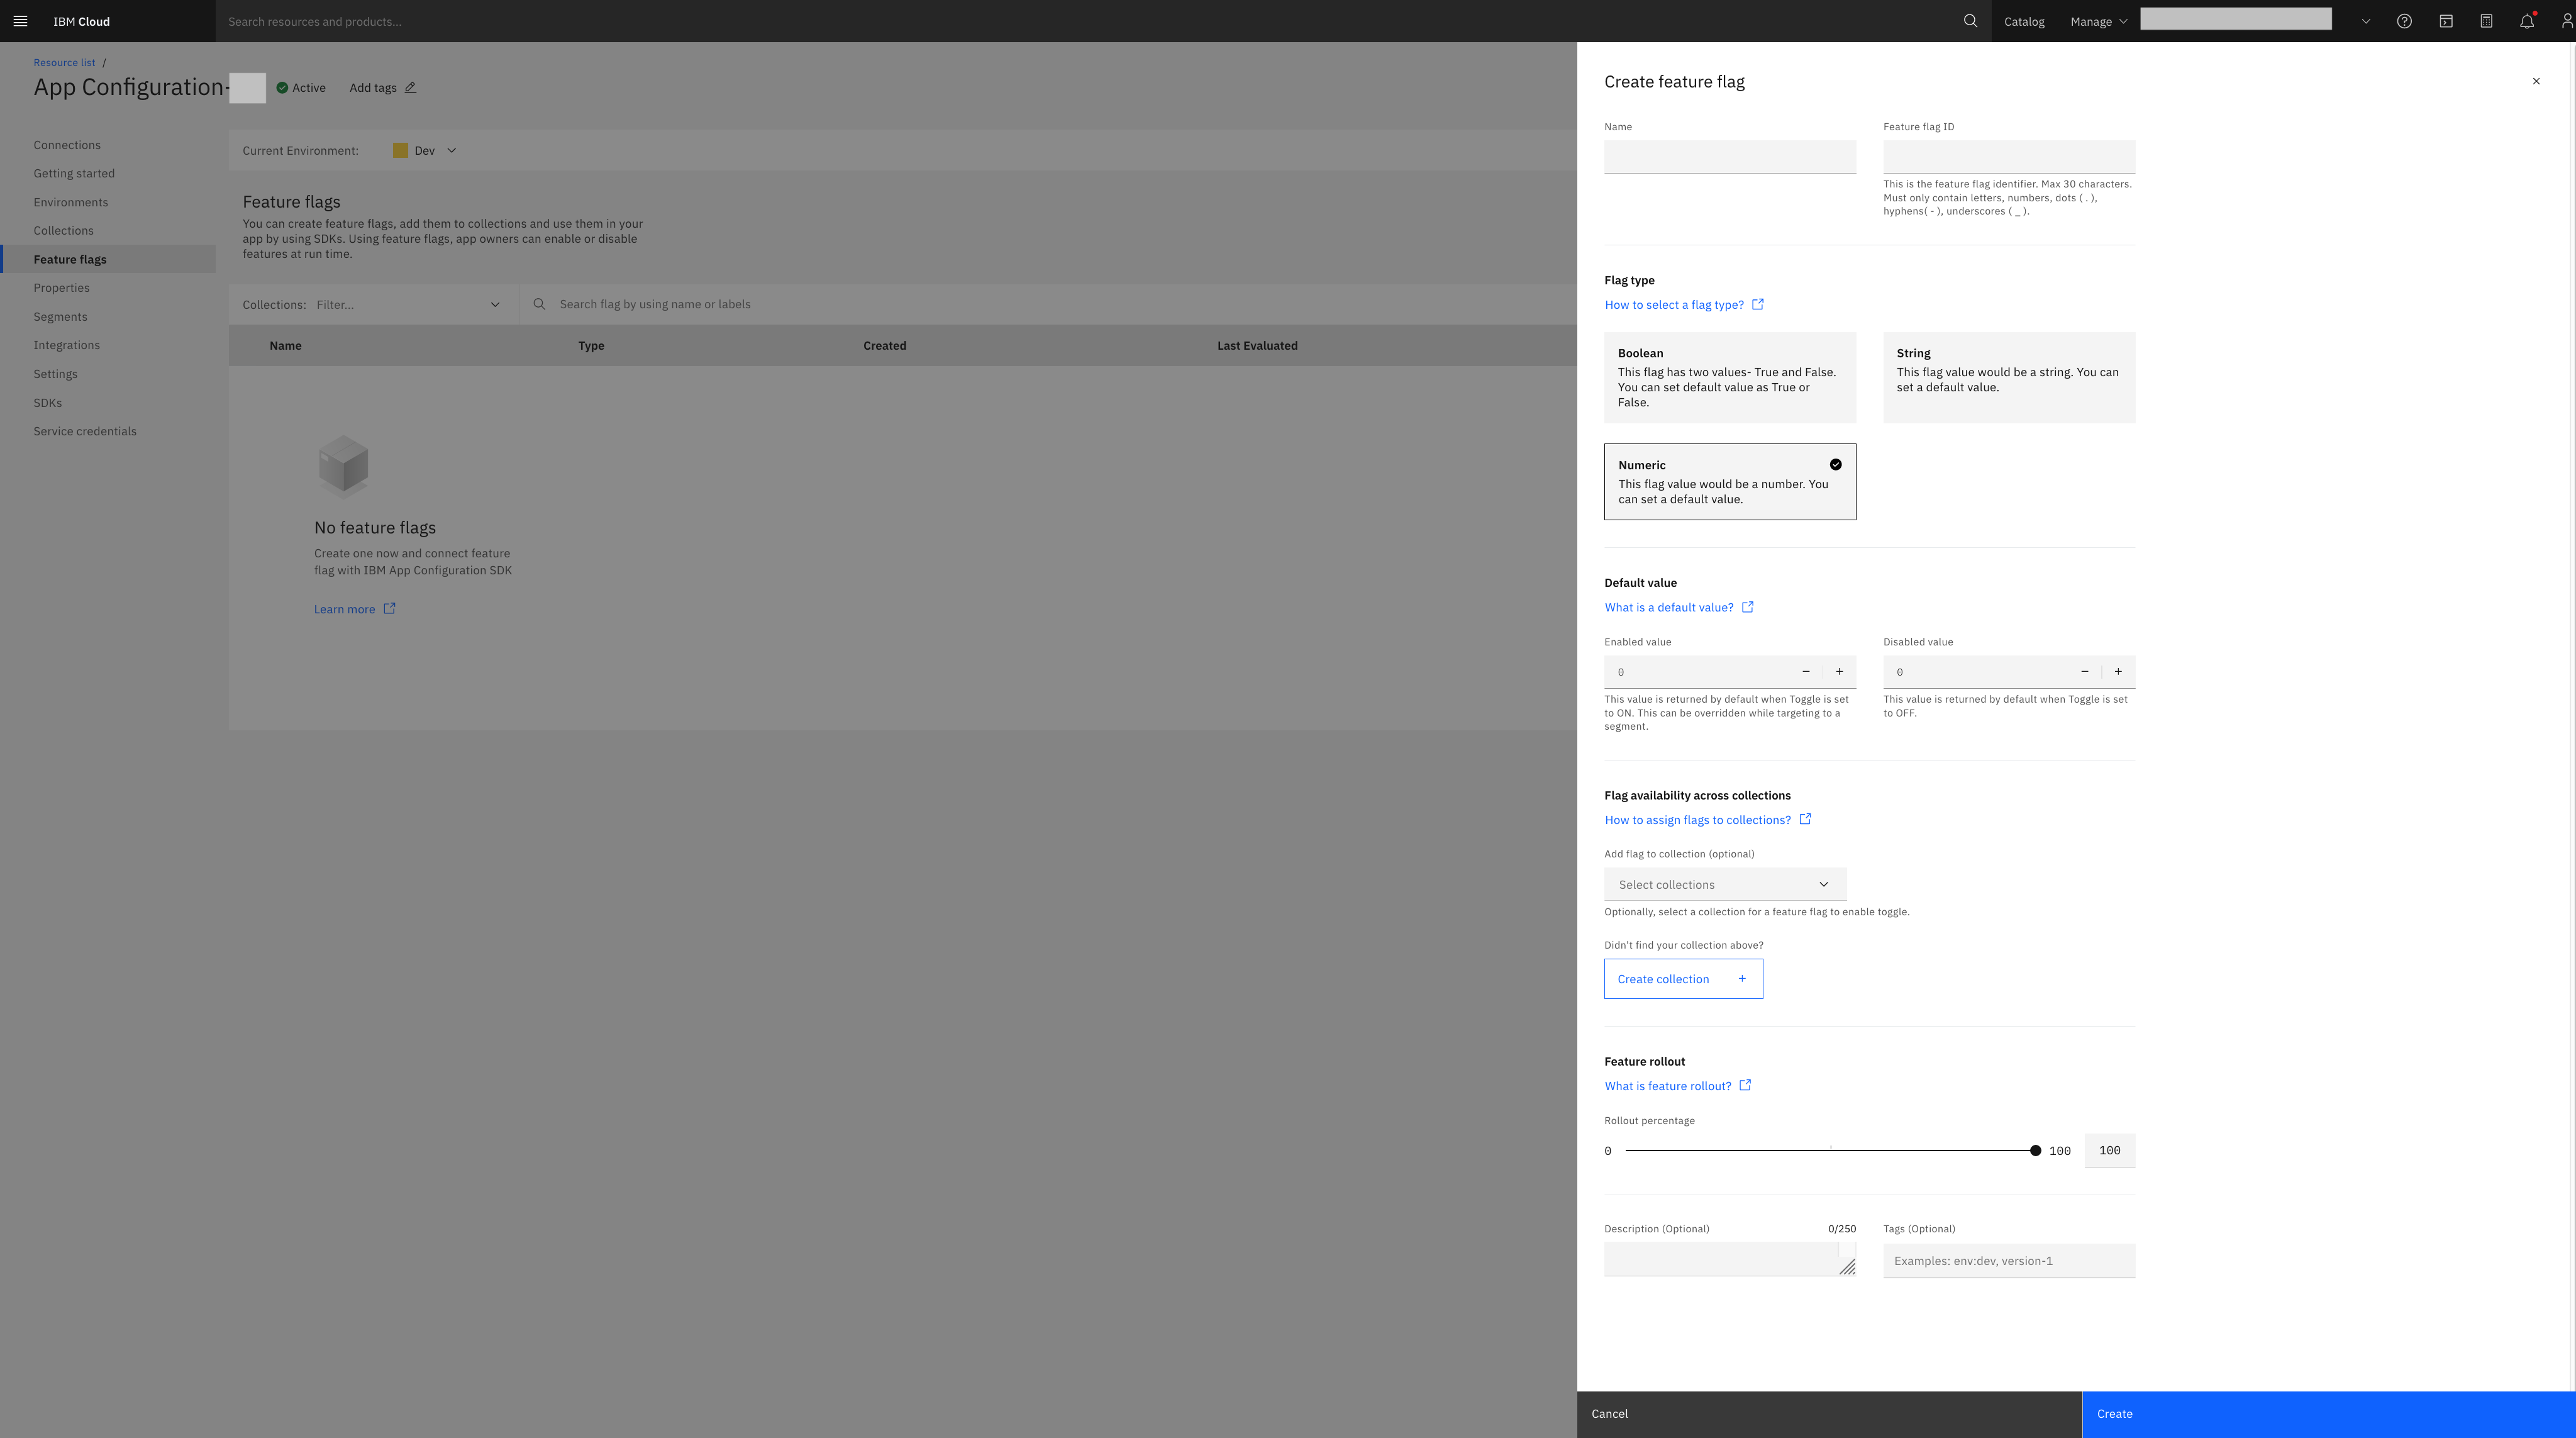 IBM Cloud
Search resources and products...
Catalog
Manage
Resource list /
App Configuration-
Active
Add tags
Connections
Getting started
Environments
Collections
Feature flags
Properties
Segments
Integrations
Settings
SDKs
Service credentials
Current Environment:
Dev
Feature flags
You can create feature flags, add them to collections and use them in your
app by using SDKs. Using feature flags, app owners can enable or disable
features at run time.
Collections: Filter...
Search flag by using name or labels
Name Type Created Last Evaluated
No feature flags
Create one now and connect feature
flag with IBM App Configuration SDK
Learn more
Create feature flag
Name
Feature flag ID
This is the feature flag identifier. Max 30 characters.
Must only contain letters, numbers, dots ( . ),
hyphens( - ), underscores ( _ ).
Flag type
How to select a flag type?
Boolean
This flag has two values- True and False.
You can set default value as True or
False.
String
This flag value would be a string. You can
set a default value.
Numeric
This flag value would be a number. You
can set a default value.
Default value
What is a default value?
Enabled value
0
This value is returned by default when Toggle is set
to ON. This can be overridden while targeting to a
segment.
Disabled value
0
This value is returned by default when Toggle is set
to OFF.
Flag availability across collections
How to assign flags to collections?
Add flag to collection (optional)
Select collections
Optionally, select a collection for a feature flag to enable toggle.
Didn't find your collection above?
Create collection +
Feature rollout
What is feature rollout?
Rollout percentage
0 100 100
Description (Optional) 0/250
Tags (Optional)
Examples: env:dev, version-1
Cancel
Create